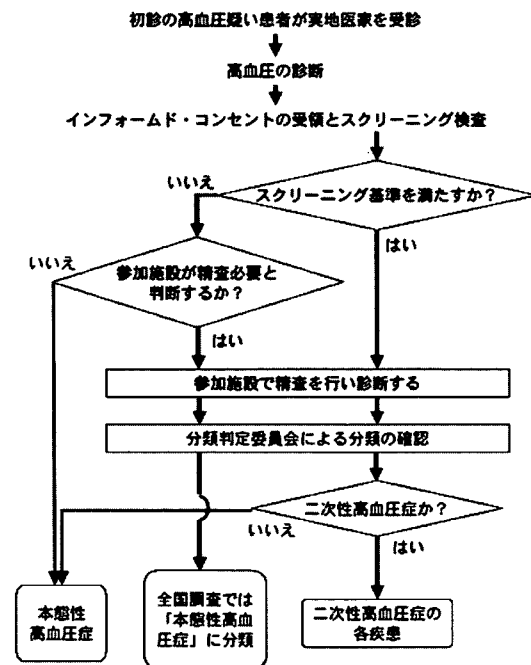 初診の高血圧疑い患者が実地医家を受診
高血圧の診断
インフォームド・コンセントの受領とスクリーニング検査
いいえ
スクリーニング基準を満たすか？
いいえ
はい
参加施設が精査必要と
判断するか？
はい
参加施設で精査を行い診断する
分類判定委員会による分類の確認
二次性高血圧症か？
いいえ
はい
本態性
高血圧症
全国調査では
「本態性高血
圧症」に分類
二次性高血圧症の
各疾患